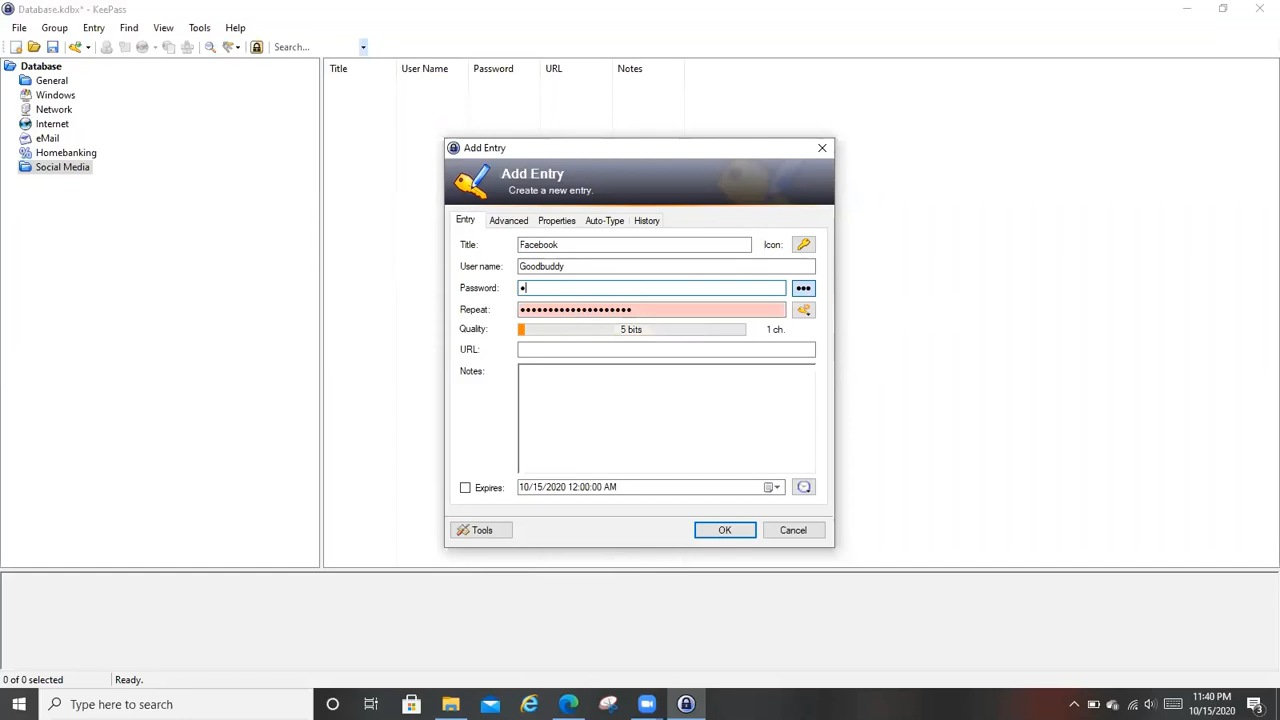 Database.kdbx* - KeePass
File Group Entry Find View Tools Help
Search...
Database
General
Windows
Network
Internet
eMail
Homebanking
Social Media
Title User Name Password URL Notes
Add Entry
Add Entry
Create a new entry.
Entry Advanced Properties Auto-Type History
Title: Facebook Icon:
User name: Goodbuddy
Password: ●
Repeat: ●●●●●●●●●●●●●●●●●●●●
Quality: 5 bits 1 ch.
URL:
Notes:
Expires: 10/15/2020 12:00:00 AM
Tools OK Cancel
0 of 0 selected Ready.
Type here to search
11:40 PM
10/15/2020
3